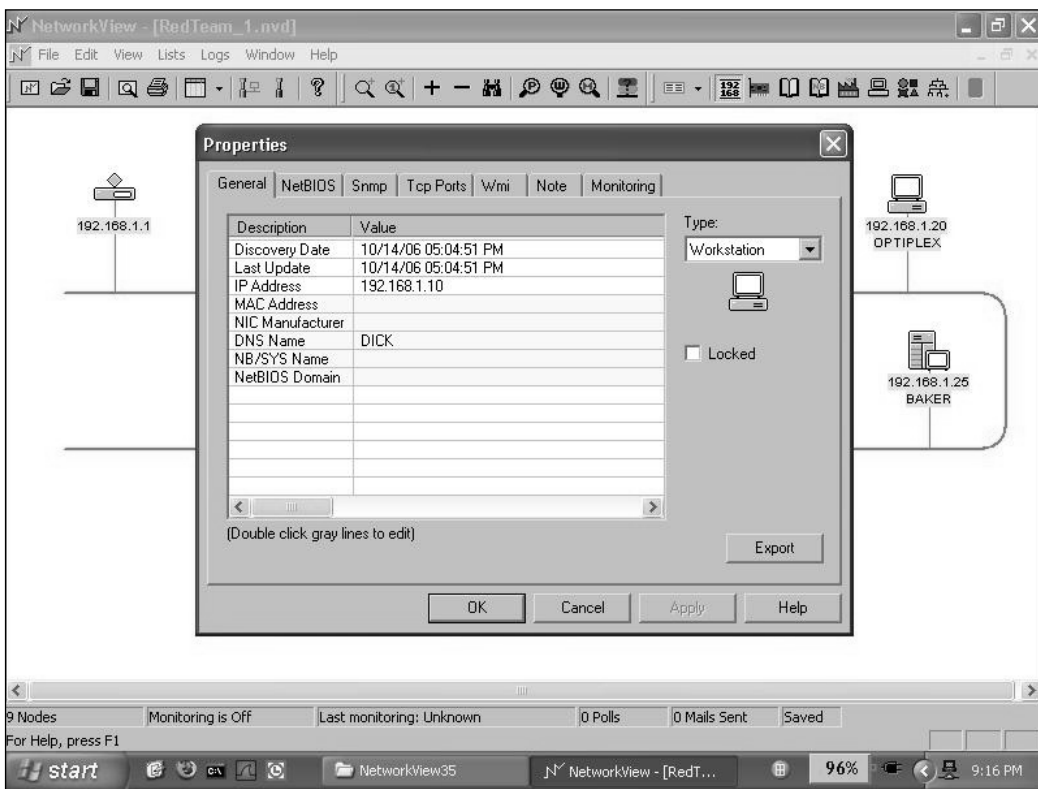 NetworkView - [RedTeam_1.nvd]
File Edit View Lists Logs Window Help
192
168
192.168.1.1
192.168.1.20
OPTIPLEX
192.168.1.25
BAKER
Properties
General NetBIOS Snmp Tcp Ports Wmi Note Monitoring
Description Value
Discovery Date 10/14/06 05:04:51 PM
Last Update 10/14/06 05:04:51 PM
IP Address 192.168.1.10
MAC Address
NIC Manufacturer
DNS Name DICK
NB/SYS Name
NetBIOS Domain
Type:
Workstation
Locked
(Double click gray lines to edit)
Export
OK Cancel Apply Help
9 Nodes Monitoring is Off Last monitoring: Unknown 0 Polls 0 Mails Sent Saved
For Help, press F1
start NetworkView35 NetworkView - [RedT... 96% 9:16 PM